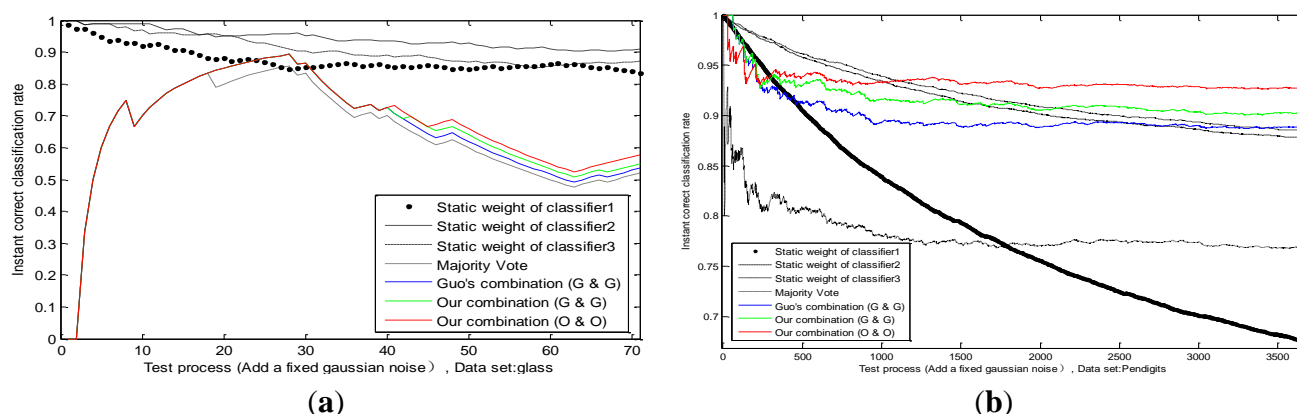 1
0.9
0.8
0.7
0.6
0.5
0.4
0.3
0.2
0.1
0
Instant correct classification rate
Static weight of classifier1
Static weight of classifier2
Static weight of classifier3
Majority Vote
Guo's combination (G & G)
Our combination (G & G)
Our combination (O & O)
0 10 20 30 40 50 60 70
Test process (Add a fixed gaussian noise） , Data set:glass
(a)
1
0.95
0.9
0.85
0.8
0.75
0.7
Instant correct classification rate
Static weight of classifier1
Static weight of classifier2
Static weight of classifier3
Majority Vote
Guo's combination (G & G)
Our combination (G & G)
Our combination (O & O)
0 500 1000 1500 2000 2500 3000 3500
Test process (Add a fixed gaussian noise） , Data set:Pendigits
(b)